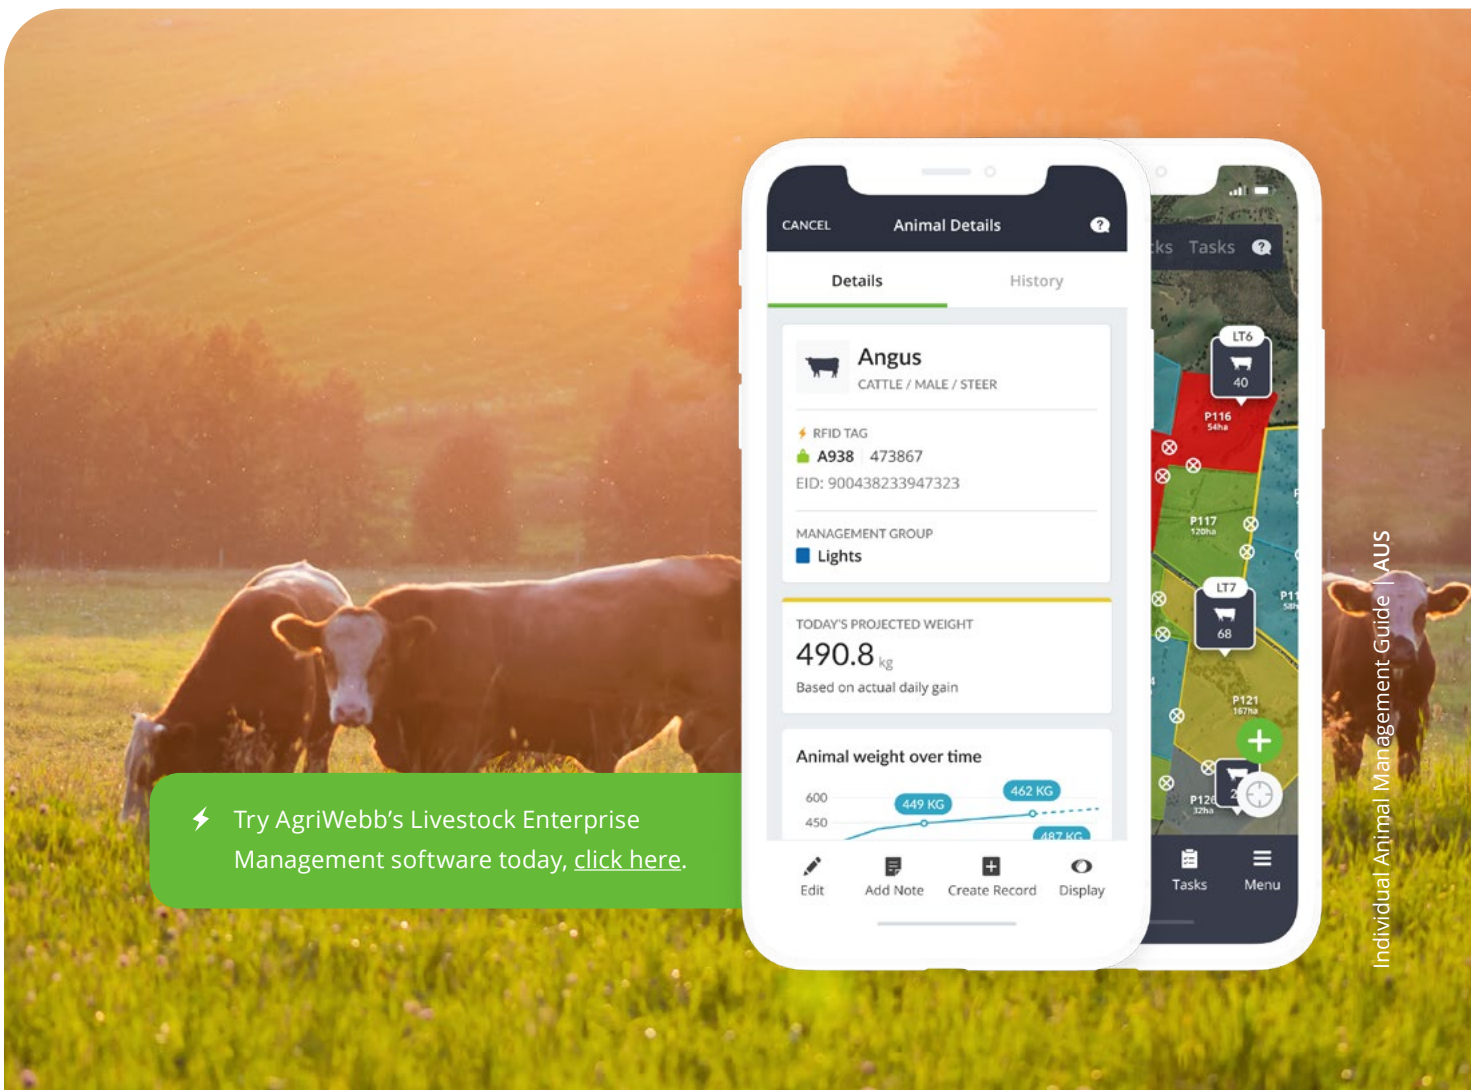 CANCEL
Animal Details
Details
History
Angus
CATTLE / MALE / STEER
RFID TAG
A938 473867
EID: 900438233947323
MANAGEMENT GROUP
Lights
TODAY'S PROJECTED WEIGHT
490.8 kg
Based on actual daily gain
Animal weight over time
600
450
449 KG
462 KG
487 KG
Edit
Add Note
Create Record
Display
Tasks
LT6
40
P116
54ha
P117
120ha
LT7
68
P121
167ha
32ha
Tasks
Menu
Try AgriWebb’s Livestock Enterprise
Management software today, click here.
Individual Animal Management Guide | AUS